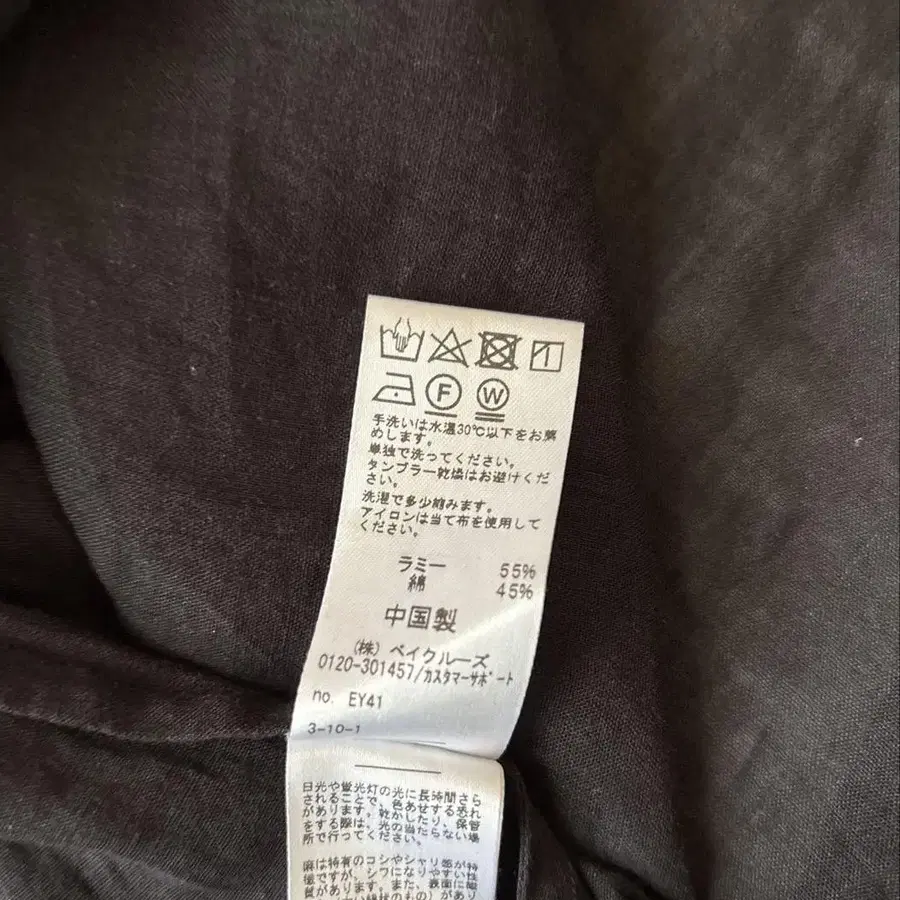 F W
手洗いは水温30℃以下をお薦
めします。
単独で洗ってください。
タンブラー乾燥はお避けくだ
さい。
洗濯で多少縮みます。
アイロンは当て布を使用して
ください。
ラミー 55%
綿 45%
中国製
(株) ベイクルーズ
0120-301457/カスタマーサポート
no. EY41
3-10-1
日光や蛍光灯の光に長時間さら
されることで、色あせする恐れ
があります。乾かしたり、保管
をする際は、光の当たらない場
所で行ってください。
麻は特有のコシやシャリ感が特
徴ですが、シワになりやすい性
質があります。また、表面に